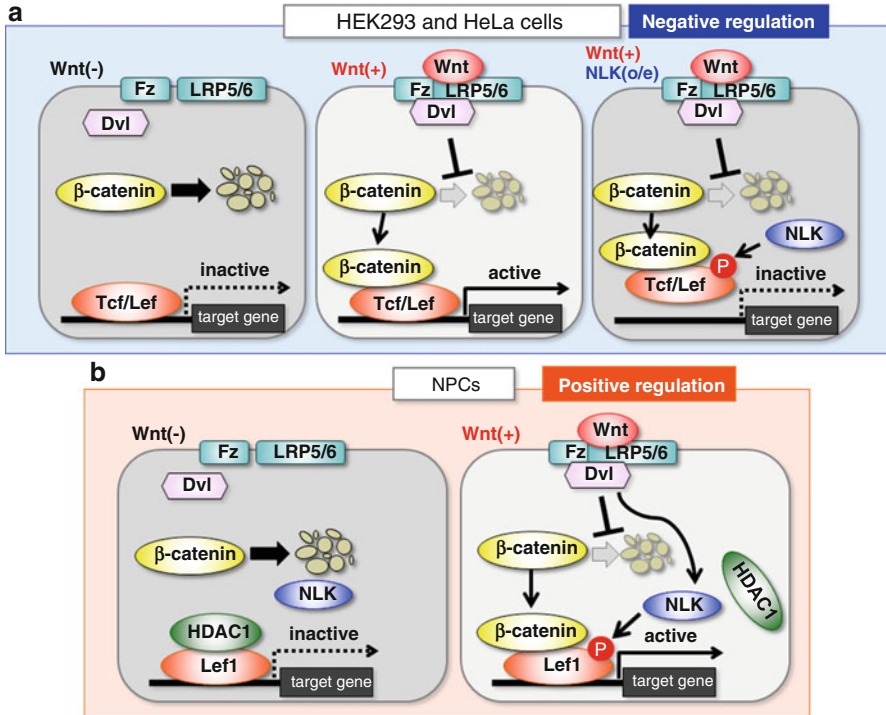 a
HEK293 and HeLa cells
Negative regulation
Wnt(-)
Fz
LRP5/6
Dvl
β-catenin
Tcf/Lef
inactive
target gene
Wnt(+)
Wnt
Fz
LRP5/6
Dvl
β-catenin
β-catenin
Tcf/Lef
active
target gene
Wnt(+)
NLK(o/e)
Wnt
Fz
LRP5/6
Dvl
β-catenin
NLK
β-catenin
P
Tcf/Lef
inactive
target gene
b
NPCs
Positive regulation
Wnt(-)
Fz
LRP5/6
Dvl
β-catenin
NLK
HDAC1
Lef1
inactive
target gene
Wnt(+)
Wnt
Fz
LRP5/6
Dvl
β-catenin
HDAC1
NLK
β-catenin
P
Lef1
active
target gene